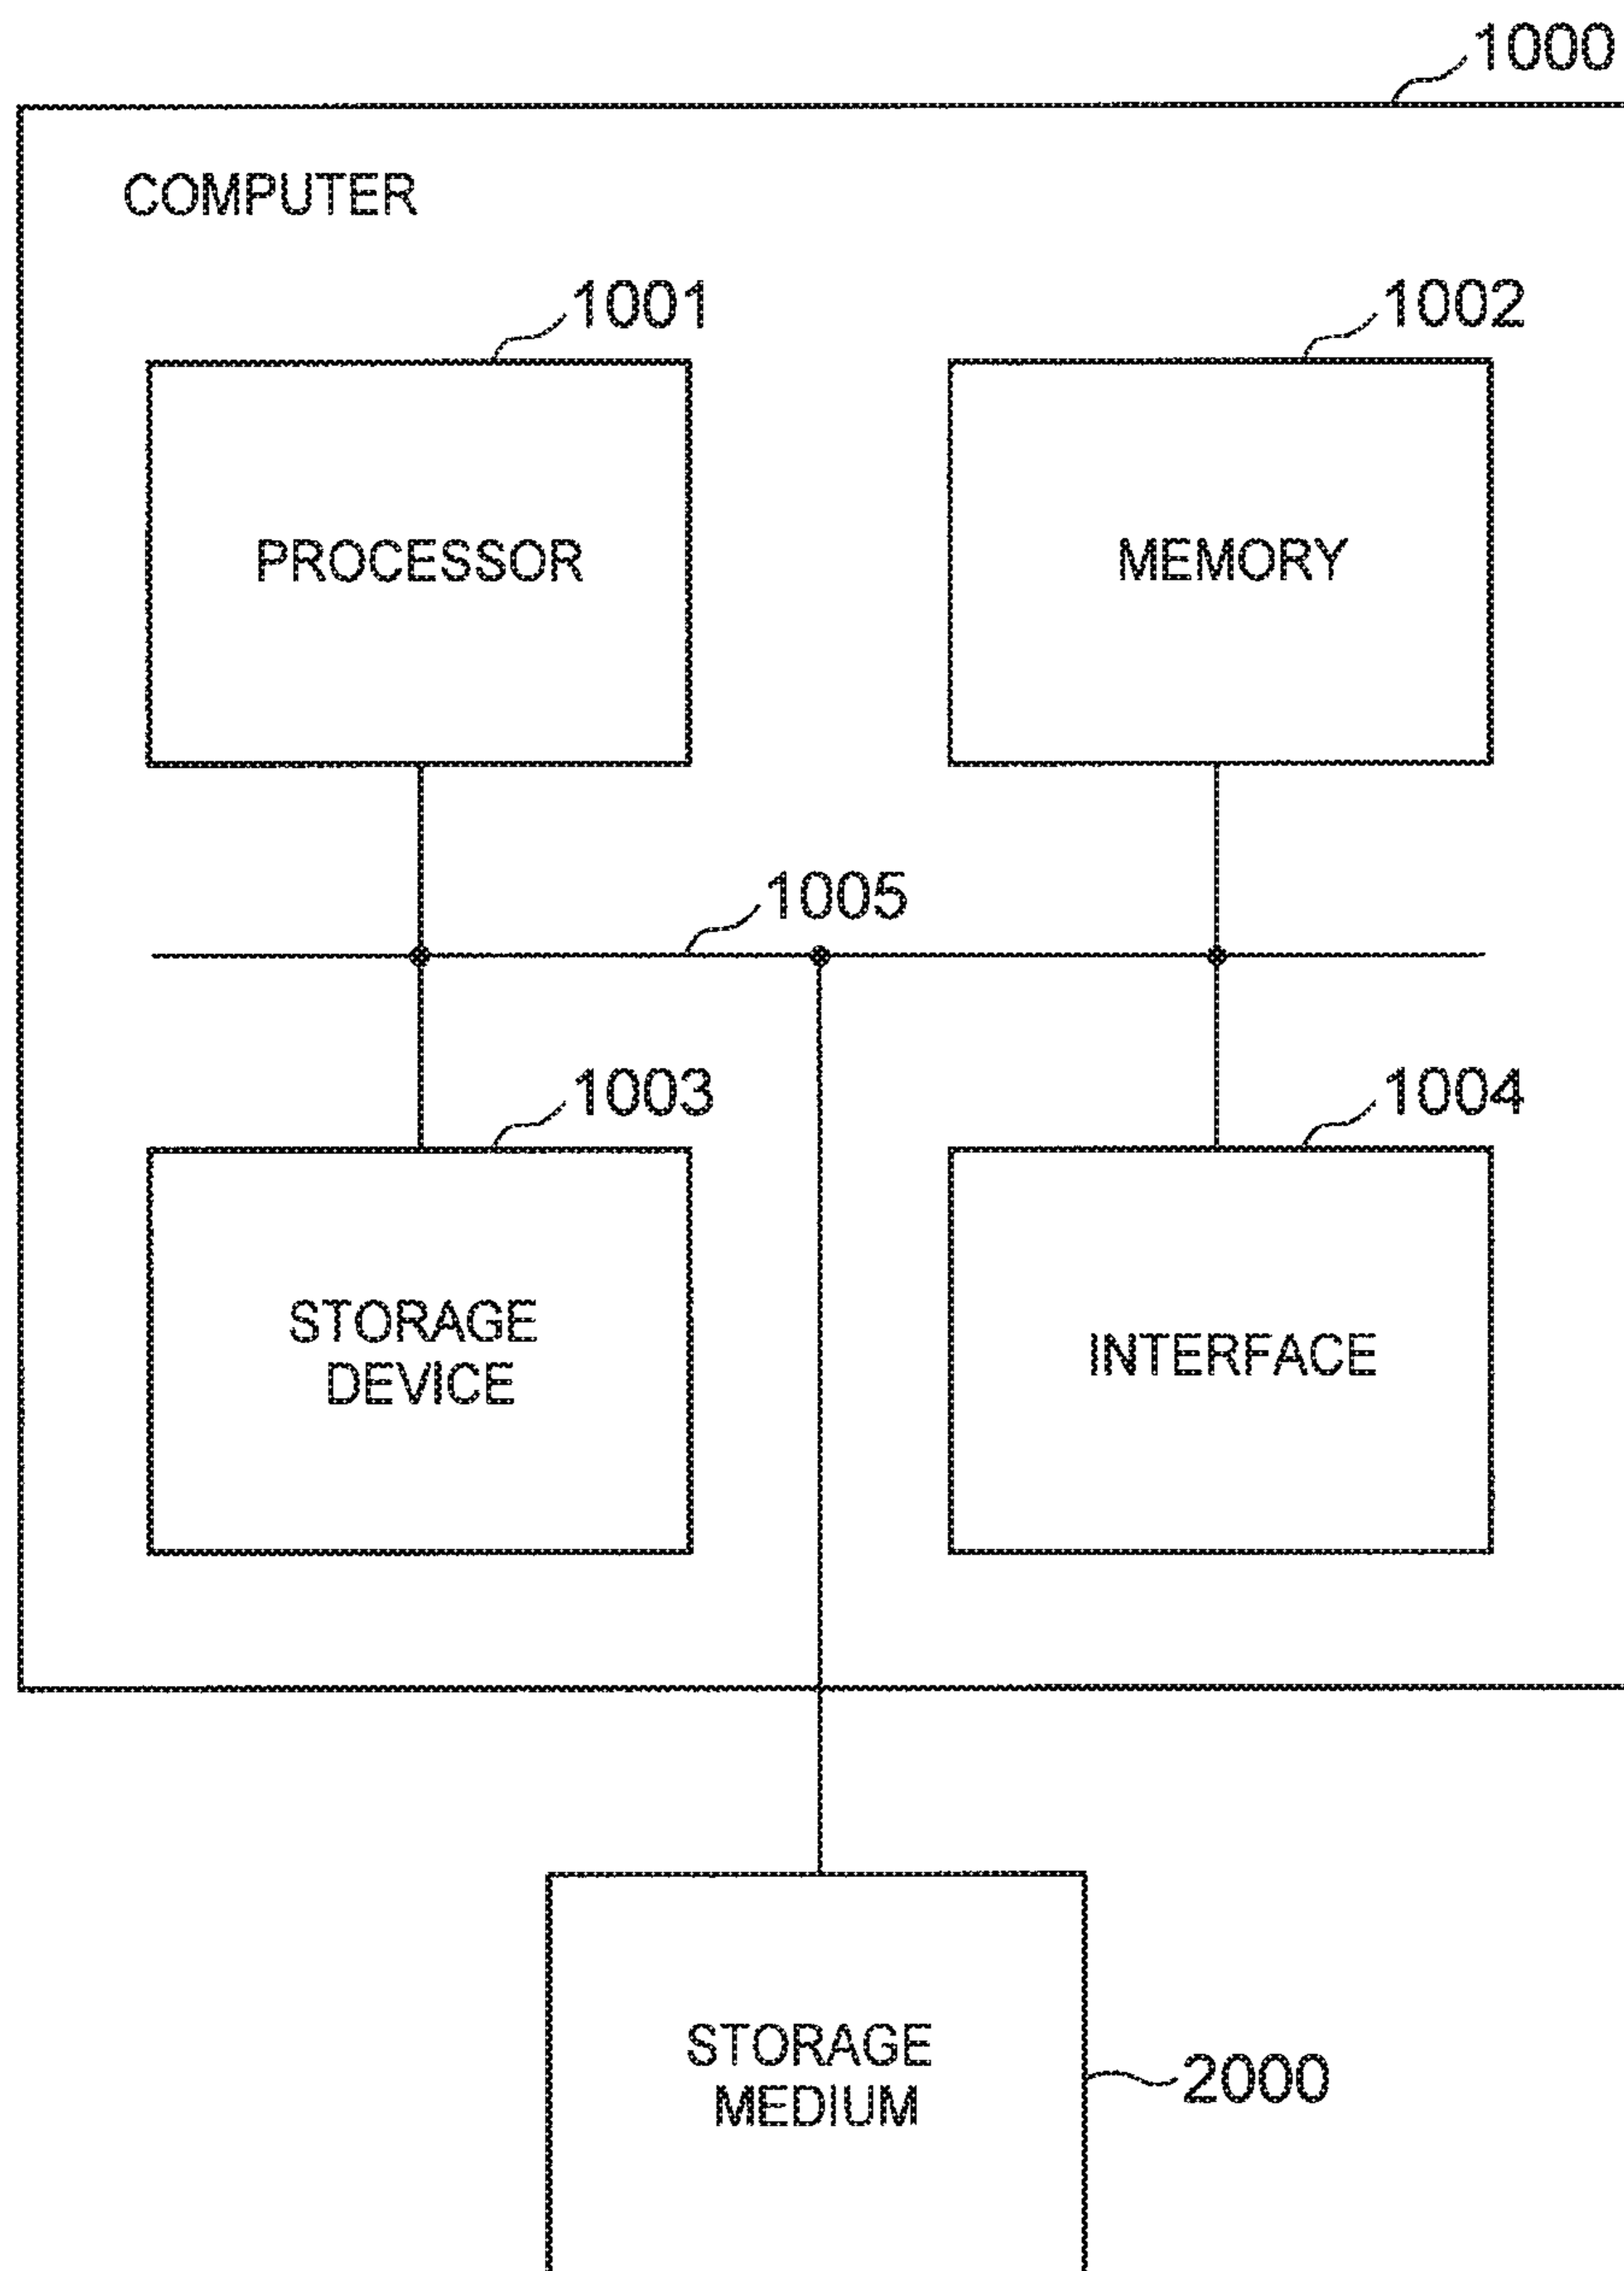 1000
COMPUTER
1001
1002
PROCESSOR
MEMORY
1005
1003
1004
STORAGE
DEVICE
INTERFACE
STORAGE
MEDIUM
2000